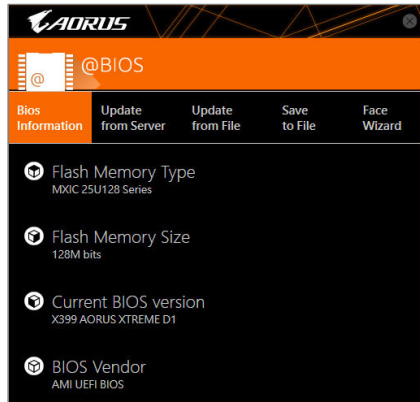 AORUS
@
@BIOS
Bios Information
Update from Server
Update from File
Save to File
Face Wizard
Flash Memory Type
MXIC 25U128 Series
Flash Memory Size
128M bits
Current BIOS version
X399 AORUS XTREME D1
BIOS Vendor
AMI UEFI BIOS